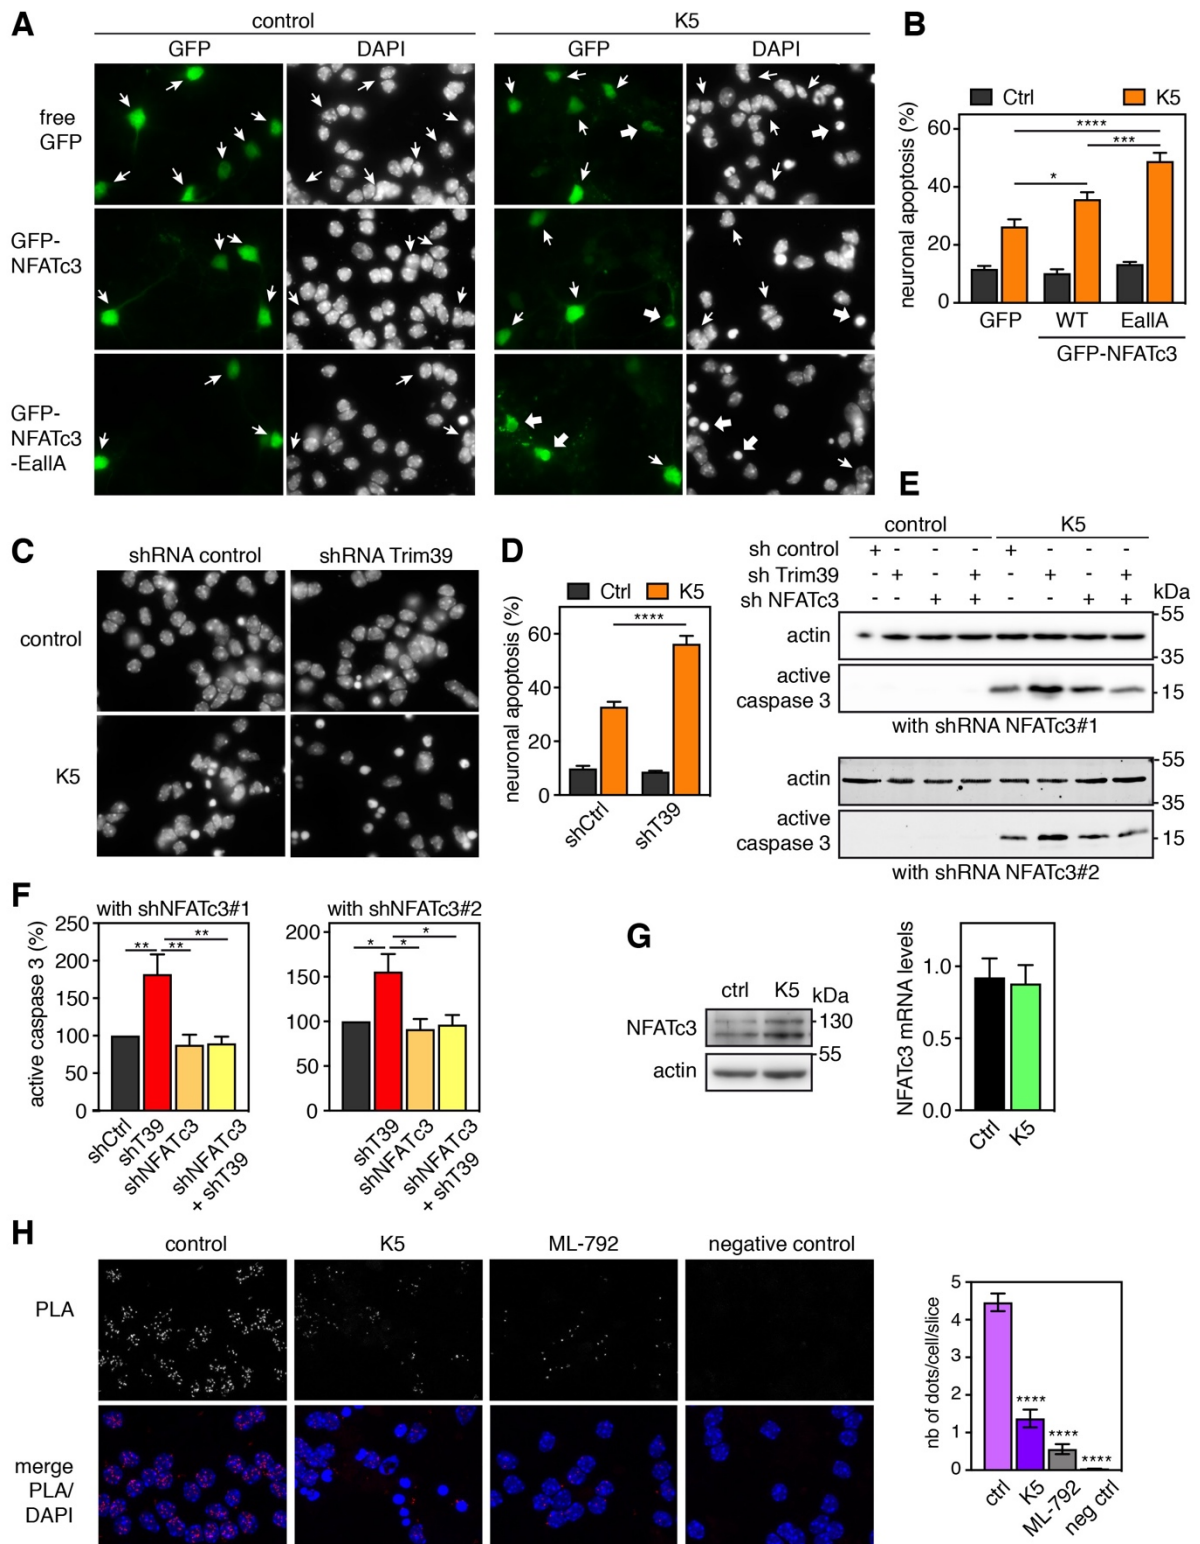 A
control
K5
GFP
DAPI
GFP
DAPI
free
GFP
GFP-
NFATc3
GFP-
NFATc3
-EallA
B
Ctrl
K5
neuronal apoptosis (%)
60
40
20
0
****
***
*
GFP
WT
EallA
GFP-NFATc3
C
shRNA control
shRNA Trim39
control
K5
D
Ctrl
K5
neuronal apoptosis (%)
60
40
20
0
****
shCtrl
shT39
E
control
K5
sh control + - - - + - - -
sh Trim39 - + - + - + - +
sh NFATc3 - - + + - - + +
kDa
actin
55
35
active
caspase 3
15
with shRNA NFATc3#1
actin
55
35
active
caspase 3
15
with shRNA NFATc3#2
F
with shNFATc3#1
active caspase 3 (%)
250
200
150
100
50
0
**
**
**
shCtrl
shT39
shNFATc3
shNFATc3
+ shT39
with shNFATc3#2
200
150
100
50
0
*
*
*
shT39
shNFATc3
shNFATc3
+ shT39
G
ctrl
K5
kDa
NFATc3
130
55
actin
NFATc3 mRNA levels
1.0
0.5
0.0
Ctrl
K5
H
control
K5
ML-792
negative control
PLA
merge
PLA/
DAPI
nb of dots/cell/slice
5
4
3
2
1
0
****
****
****
ctrl
K5
ML-792
neg ctrl